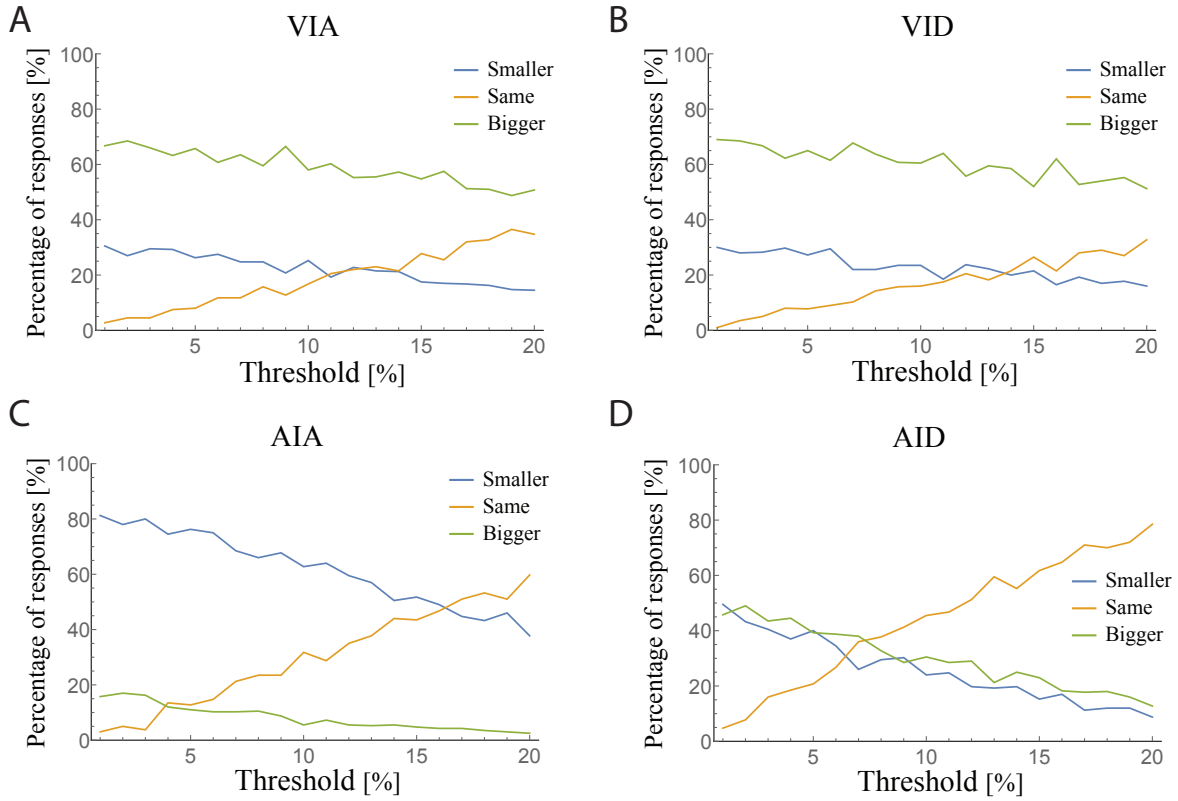 A
VIA
Percentage of responses [%]
100
80
60
40
20
0
Smaller
Same
Bigger
5
10
15
20
Threshold [%]
B
VID
Percentage of responses [%]
100
80
60
40
20
0
Smaller
Same
Bigger
5
10
15
20
Threshold [%]
C
AIA
Percentage of responses [%]
100
80
60
40
20
0
Smaller
Same
Bigger
5
10
15
20
Threshold [%]
D
AID
Percentage of responses [%]
100
80
60
40
20
0
Smaller
Same
Bigger
5
10
15
20
Threshold [%]